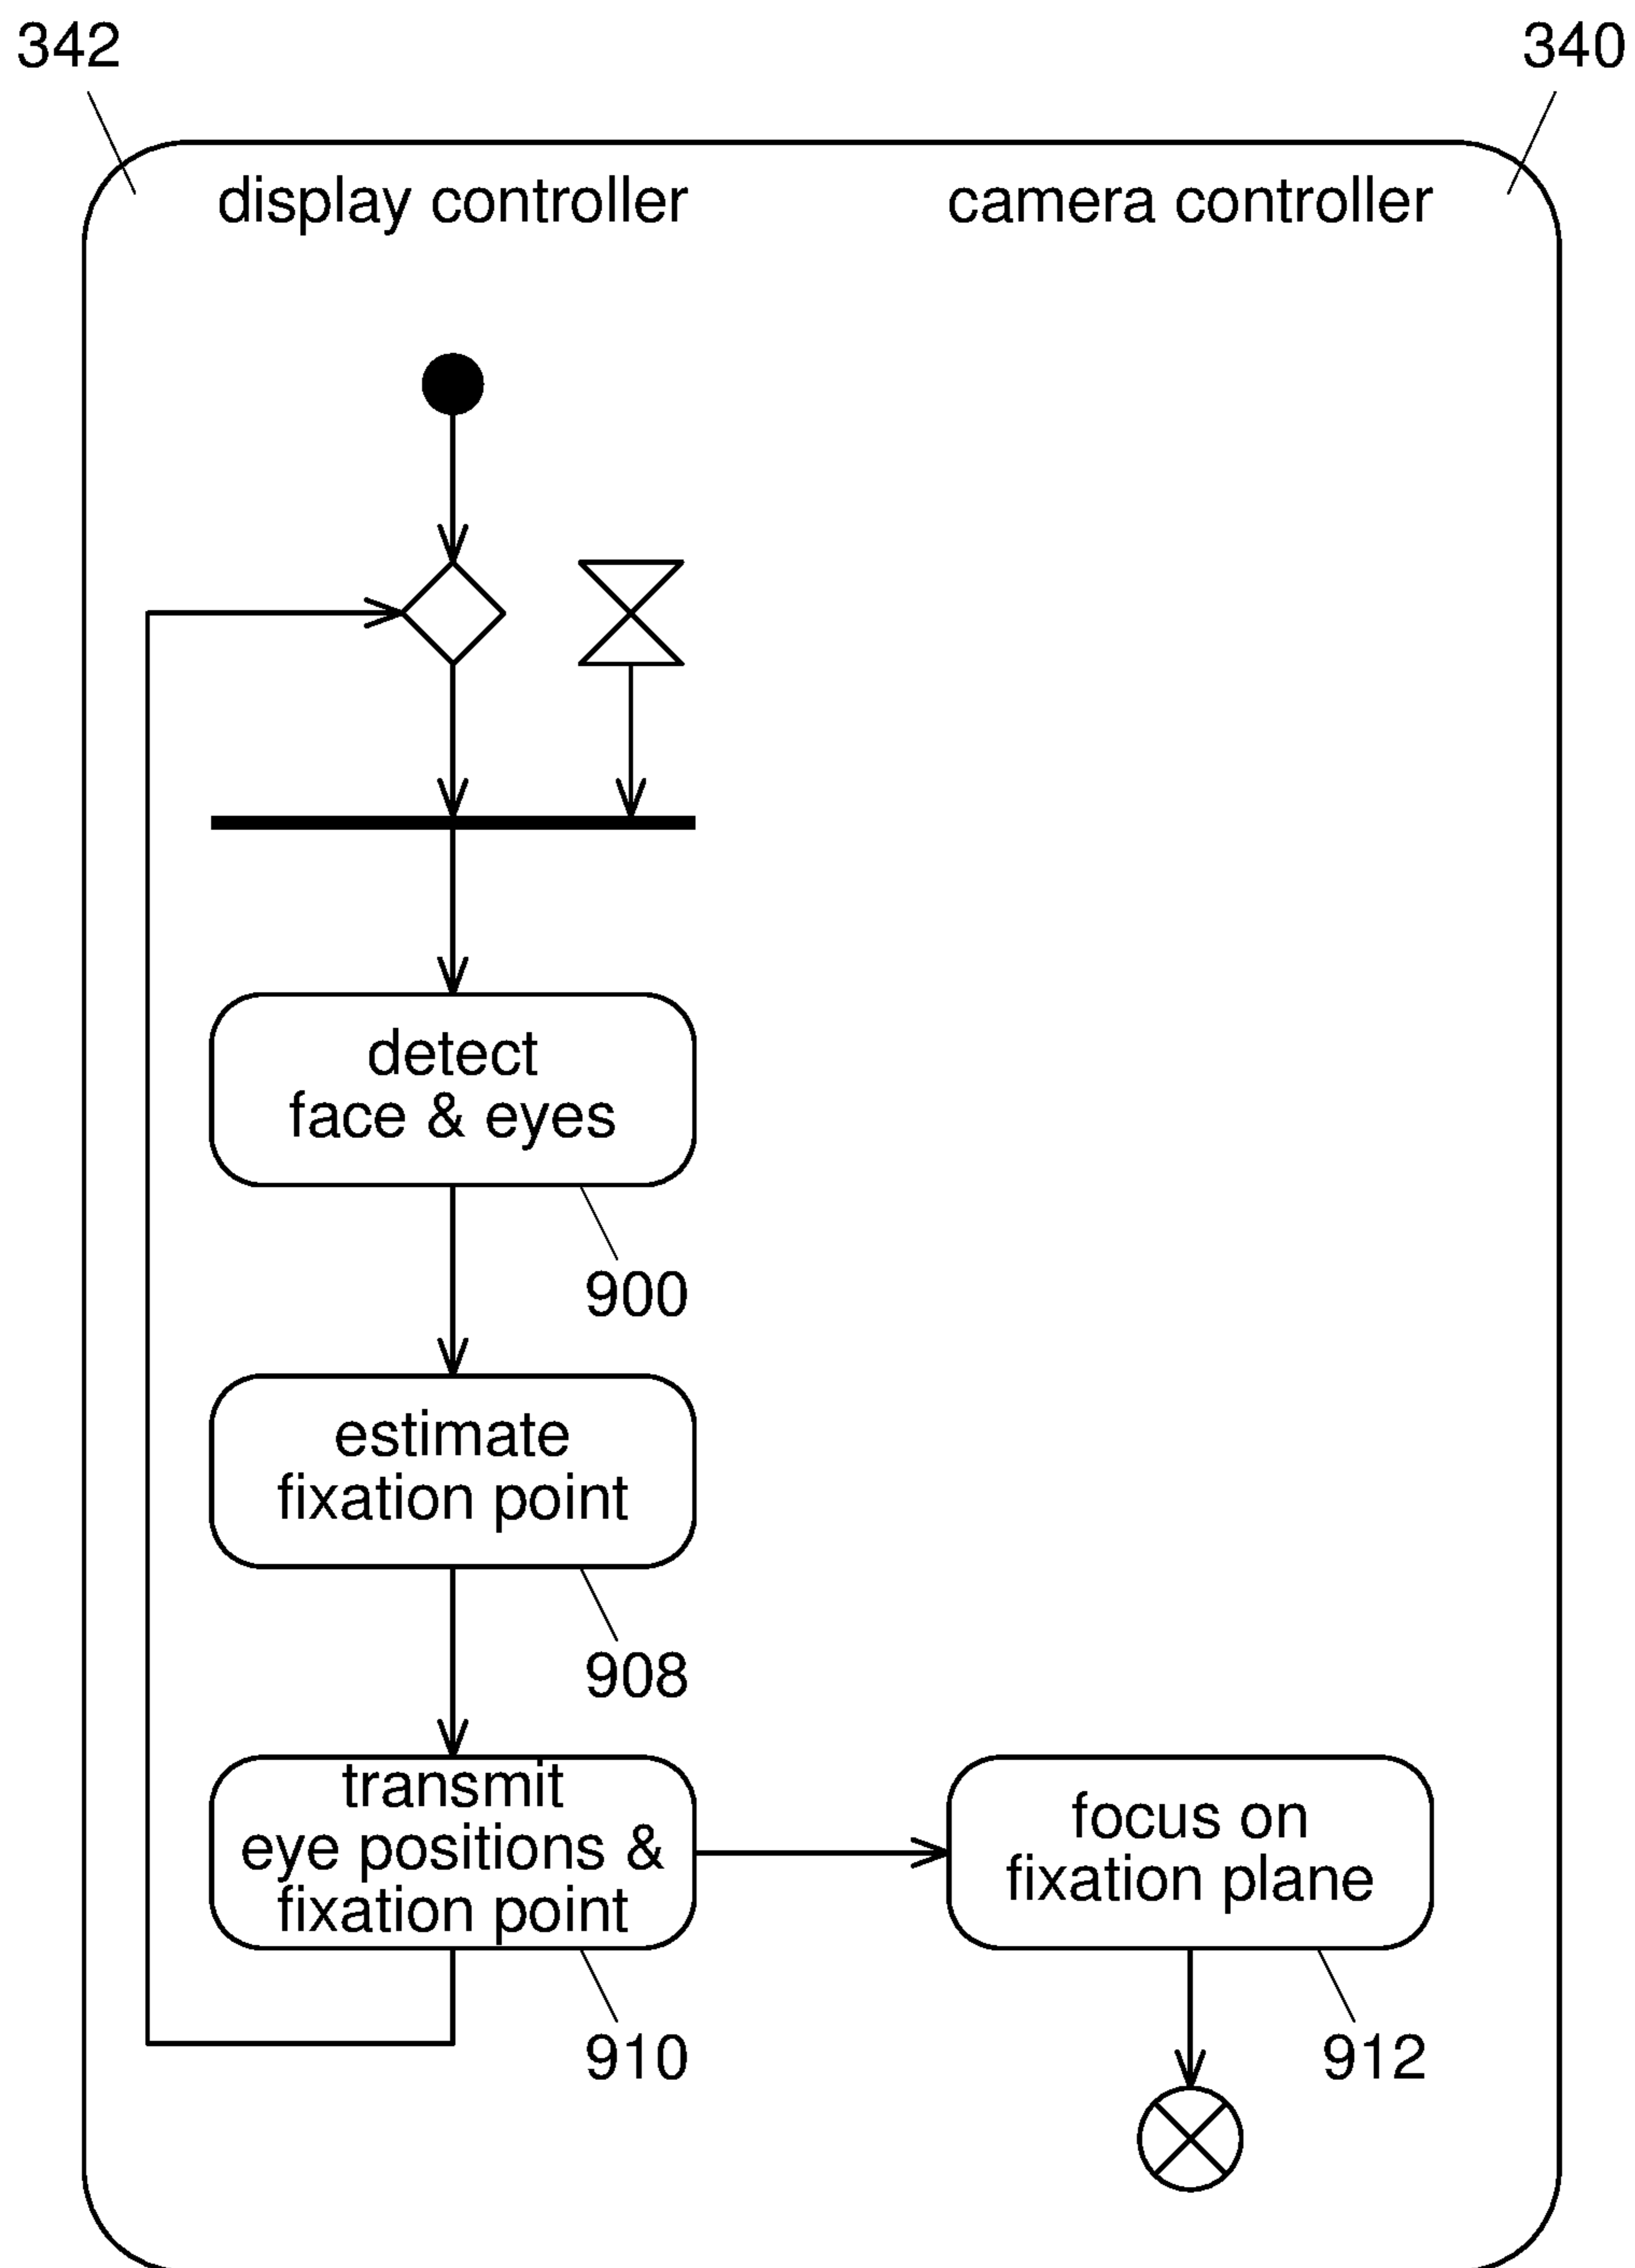 342
340
display controller
camera controller
detect
face & eyes
900
estimate
fixation point
908
transmit
eye positions &
fixation point
910
focus on
fixation plane
912